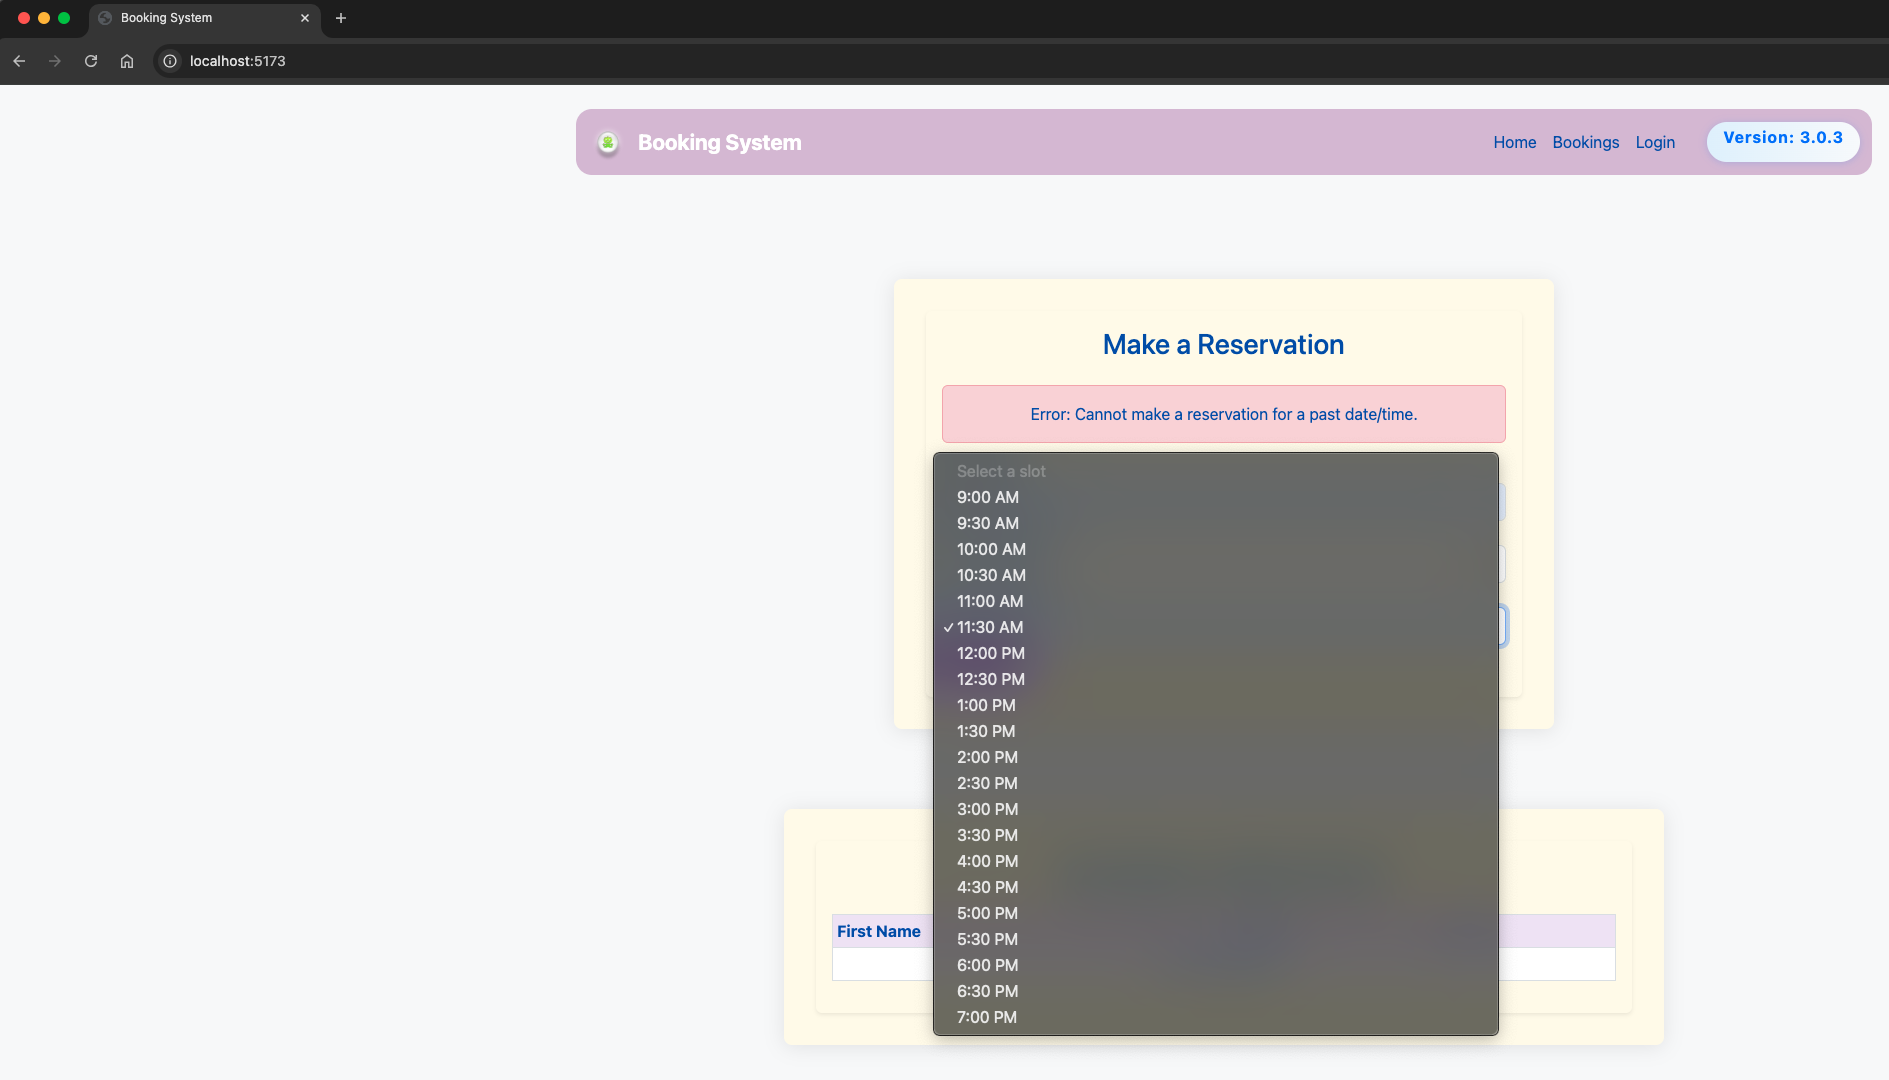 Booking System
localhost:5173
Booking System
Home Bookings Login Version: 3.0.3
Make a Reservation
Error: Cannot make a reservation for a past date/time.
Select a slot
9:00 AM
9:30 AM
10:00 AM
10:30 AM
11:00 AM
✓ 11:30 AM
12:00 PM
12:30 PM
1:00 PM
1:30 PM
2:00 PM
2:30 PM
3:00 PM
3:30 PM
4:00 PM
4:30 PM
5:00 PM
5:30 PM
6:00 PM
6:30 PM
7:00 PM
First Name